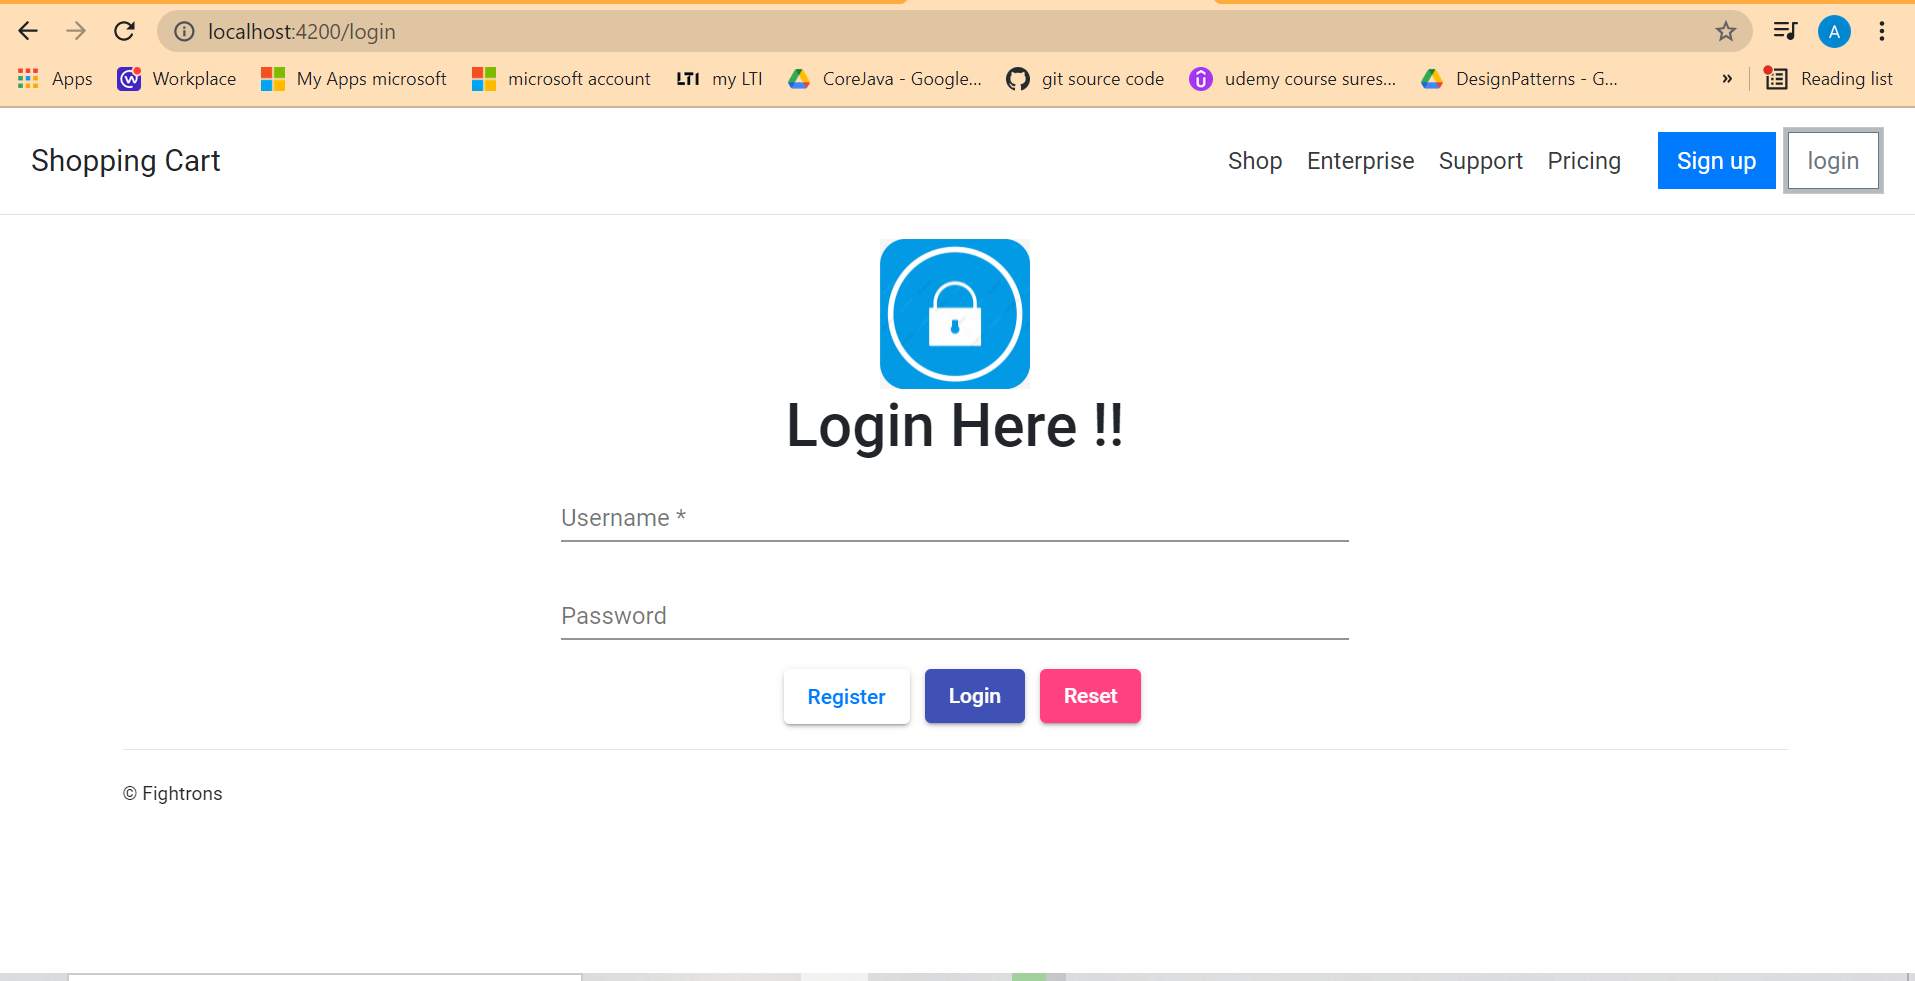 localhost:4200/login
A
Apps Workplace My Apps microsoft microsoft account LTI my LTI CoreJava - Google... git source code udemy course sures... DesignPatterns - G... » Reading list
Shopping Cart Shop Enterprise Support Pricing Sign up login
Login Here !!
Username *
Password
Register Login Reset
© Fightrons